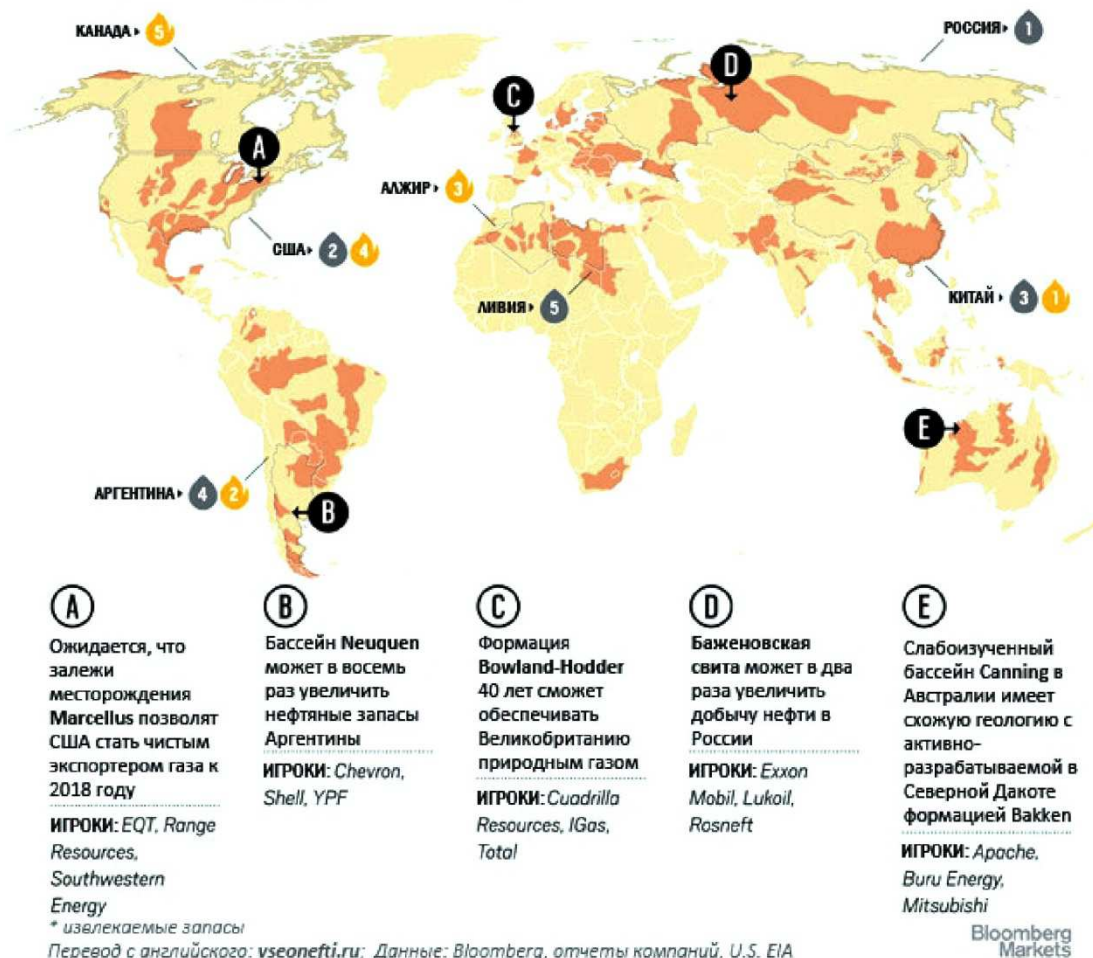 КАНАДА 5
РОССИЯ 1
D
C
A
АЛЖИР 3
США 2 4
ЛИВИЯ 5
КИТАЙ 3 1
E
АРГЕНТИНА 4 2
B
A
Ожидается, что
залежи
месторождения
Marcellus позволят
США стать чистым
экспортером газа к
2018 году
ИГРОКИ: EQT, Range
Resources,
Southwestern
Energy
B
Бассейн Neuquen
может в восемь
раз увеличить
нефтяные запасы
Аргентины
ИГРОКИ: Chevron,
Shell, YPF
C
Формация
Bowland-Hodder
40 лет сможет
обеспечивать
Великобританию
природным газом
ИГРОКИ: Cuadrilla
Resources, IGas,
Total
D
Баженовская
свита может в два
раза увеличить
добычу нефти в
России
ИГРОКИ: Exxon
Mobil, Lukoil,
Rosneft
E
Слабоизученный
бассейн Canning в
Австралии имеет
схожую геологию с
активно-
разрабатываемой в
Северной Дакоте
формацией Bakken
ИГРОКИ: Apache,
Buru Energy,
Mitsubishi
* извлекаемые запасы
Перевод с английского: vseonefti.ru; Данные: Bloomberg, отчеты компаний, U.S. EIA
Bloomberg
Markets